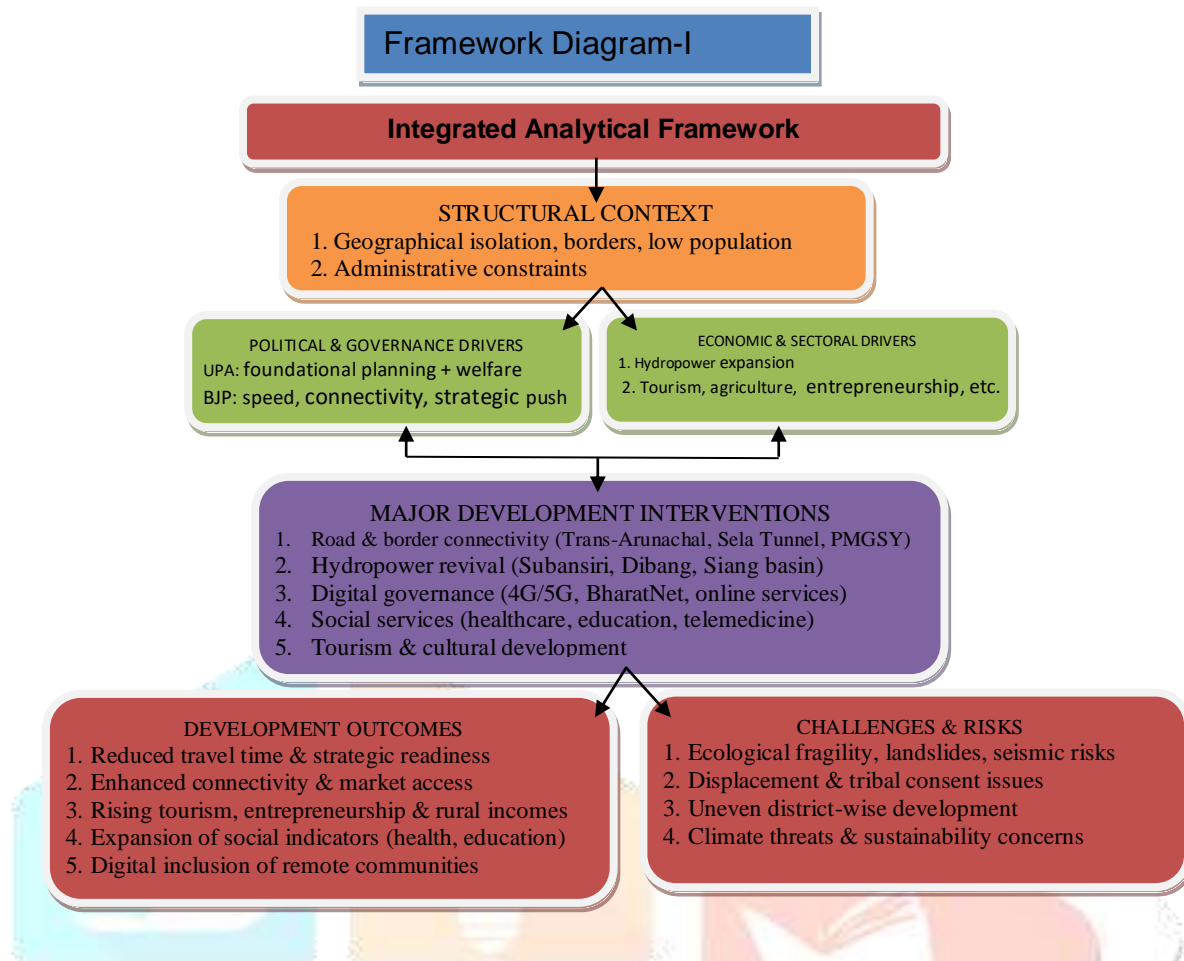 Framework Diagram-I
Integrated Analytical Framework
STRUCTURAL CONTEXT
1. Geographical isolation, borders, low population
2. Administrative constraints
POLITICAL & GOVERNANCE DRIVERS
UPA: foundational planning + welfare
BJP: speed, connectivity, strategic push
ECONOMIC & SECTORAL DRIVERS
1. Hydropower expansion
2. Tourism, agriculture, entrepreneurship, etc.
MAJOR DEVELOPMENT INTERVENTIONS
1. Road & border connectivity (Trans-Arunachal, Sela Tunnel, PMGSY)
2. Hydropower revival (Subansiri, Dibang, Siang basin)
3. Digital governance (4G/5G, BharatNet, online services)
4. Social services (healthcare, education, telemedicine)
5. Tourism & cultural development
DEVELOPMENT OUTCOMES
1. Reduced travel time & strategic readiness
2. Enhanced connectivity & market access
3. Rising tourism, entrepreneurship & rural incomes
4. Expansion of social indicators (health, education)
5. Digital inclusion of remote communities
CHALLENGES & RISKS
1. Ecological fragility, landslides, seismic risks
2. Displacement & tribal consent issues
3. Uneven district-wise development
4. Climate threats & sustainability concerns